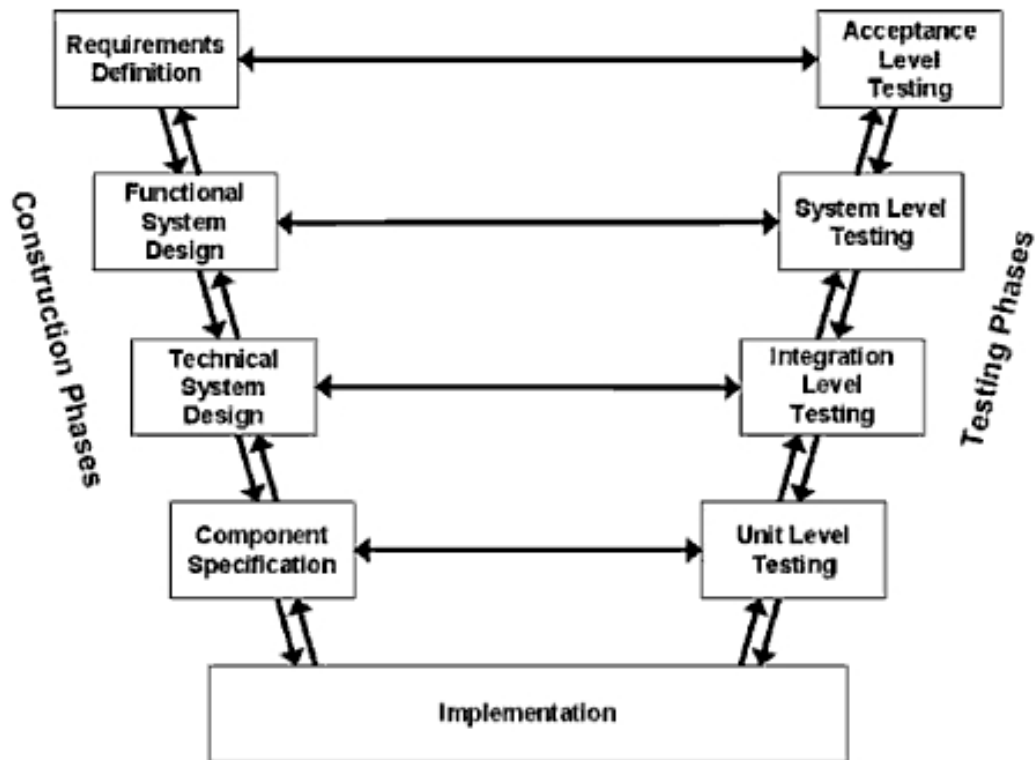 Requirements
Definition
Acceptance
Level
Testing
Functional
System
Design
System Level
Testing
Construction Phases
Testing Phases
Technical
System
Design
Integration
Level
Testing
Component
Specification
Unit Level
Testing
Implementation